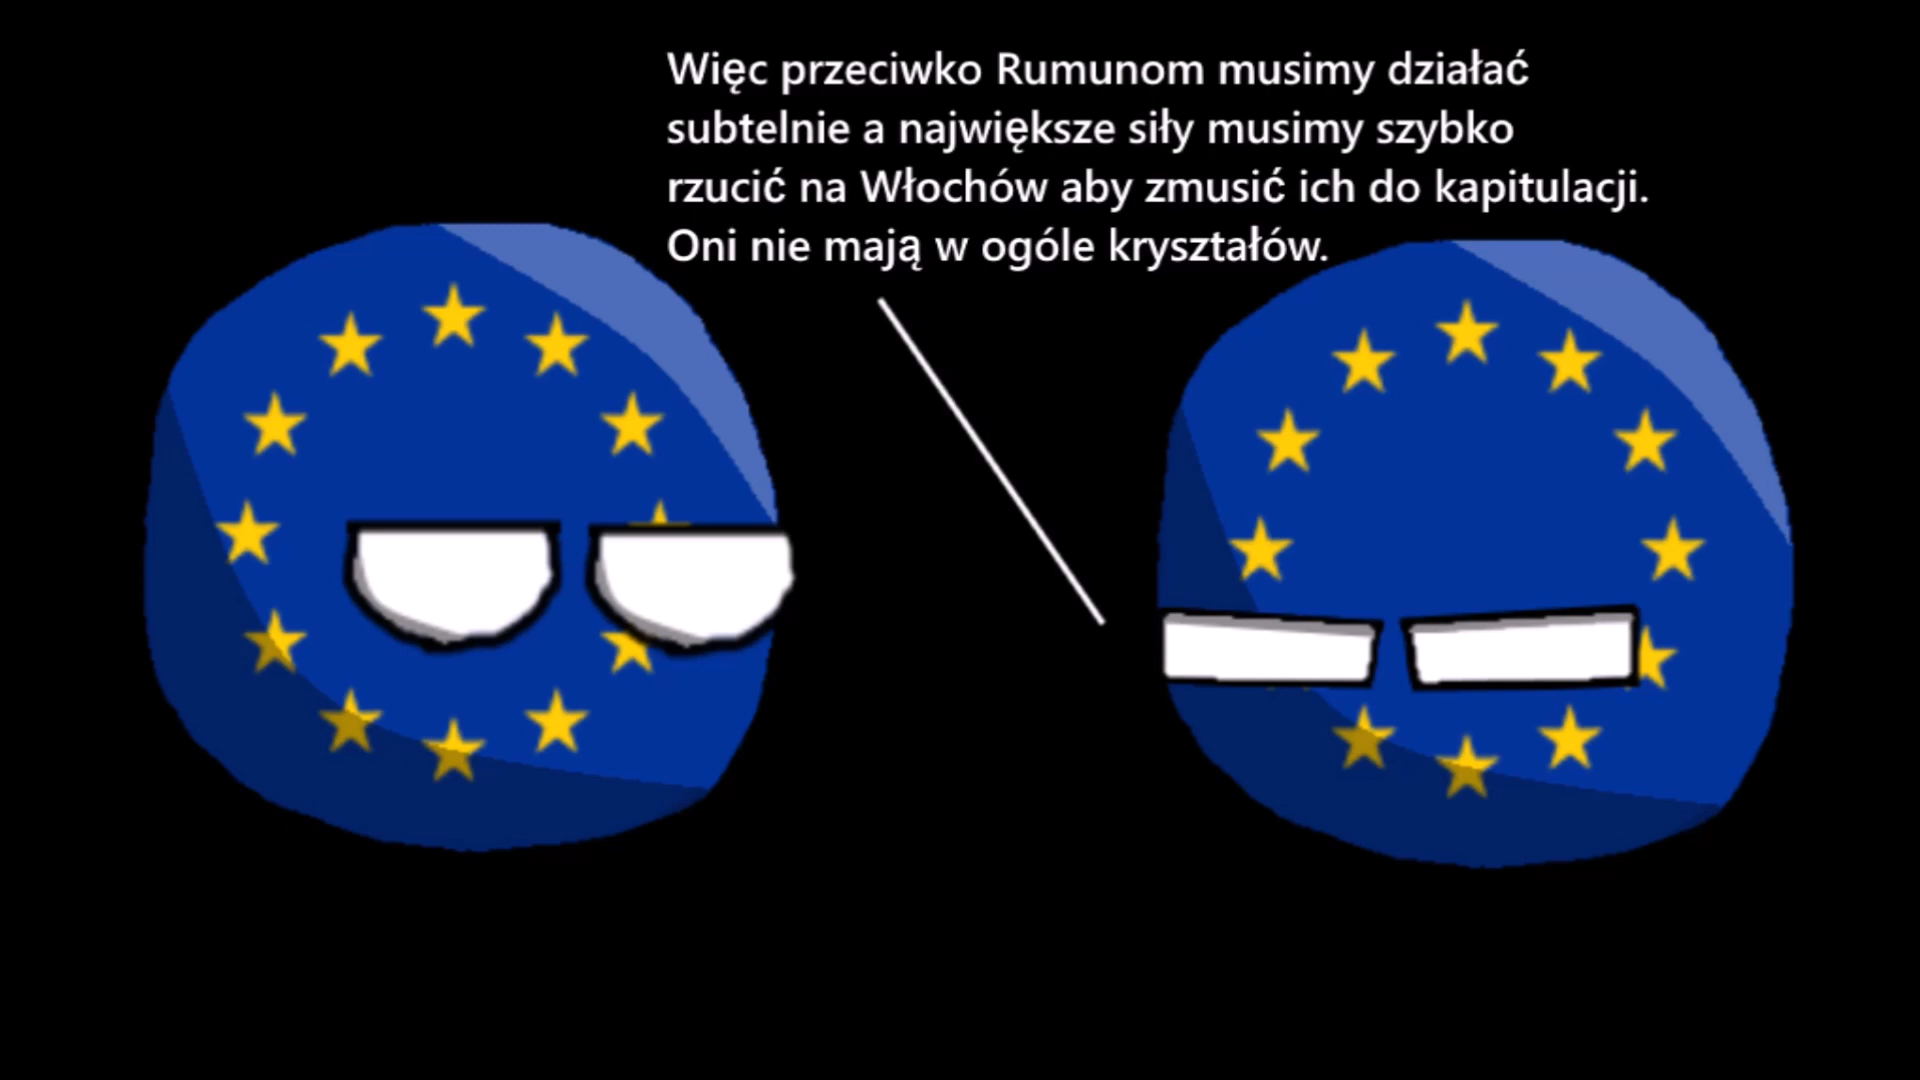 Więc przeciwko Rumunom musimy działać
subtelnie a największe siły musimy szybko
rzucić na Włochów aby zmusić ich do kapitulacji.
Oni nie mają w ogóle kryształów.